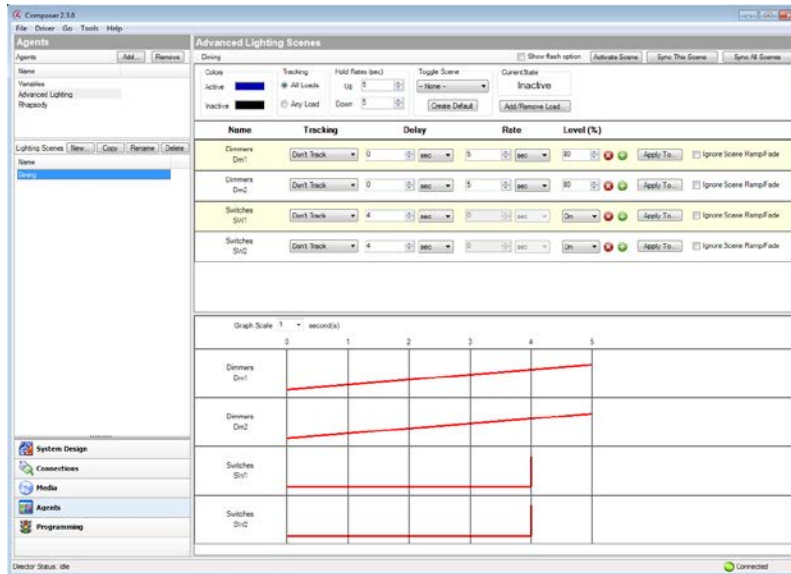 Composer 2.3.0
File Driver Go Tools Help
Agents
Agents Add... Remove
Name
Variables
Advanced Lighting
Rhapsody
Lighting Scenes New... Copy Rename Delete
Name
Dining
System Design
Connections
Media
Agents
Programming
Director Status: idle
Advanced Lighting Scenes
Dining Show flash option Activate Scene Sync This Scene Sync All Scenes
Colors Tracking Hold Rates (sec) Toggle Scene Current State
Active All Loads Up 5 - None - Inactive
Inactive Any Load Down 5 Create Default Add/Remove Load...
Name Tracking Delay Rate Level (%)
Dimmers
Dm1 Don't Track 0 sec 5 sec 80 Apply To... Ignore Scene Ramp/Fade
Dimmers
Dm2 Don't Track 0 sec 5 sec 80 Apply To... Ignore Scene Ramp/Fade
Switches
SW1 Don't Track 4 sec 0 sec On Apply To... Ignore Scene Ramp/Fade
Switches
SW2 Don't Track 4 sec 0 sec On Apply To... Ignore Scene Ramp/Fade
Graph Scale 1 second(s)
0 1 2 3 4 5
Dimmers
Dm1
Dimmers
Dm2
Switches
SW1
Switches
SW2
Connected